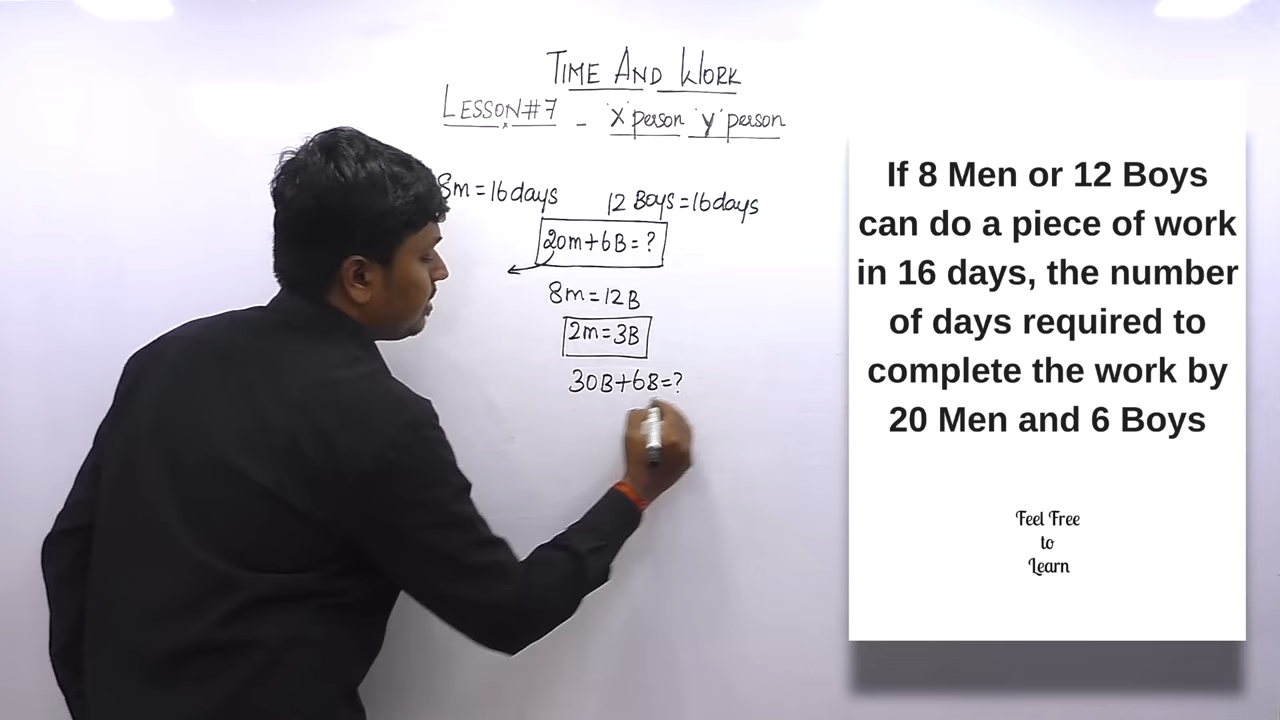 TIME AND WORK
LESSON#7 - 'X' person 'y' person
8m=16days 12 Boys=16days
20m+6B=?
8m=12B
2m=3B
30B+6B=?
If 8 Men or 12 Boys
can do a piece of work
in 16 days, the number
of days required to
complete the work by
20 Men and 6 Boys
Feel Free
to
Learn